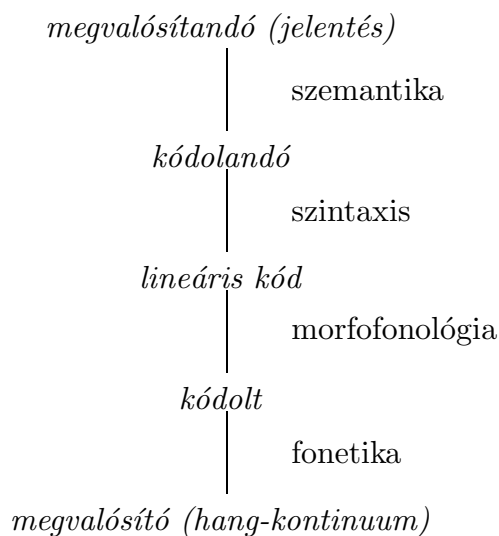 megvalósítandó (jelentés)
szemantika
kódolandó
szintaxis
lineáris kód
morfofonológia
kódolt
fonetika
megvalósító (hang-kontinuum)